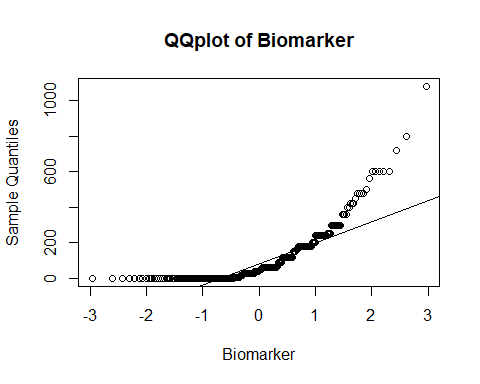 QQplot of Biomarker
Sample Quantiles
1000
600
200
0
-3 -2 -1 0 1 2 3
Biomarker